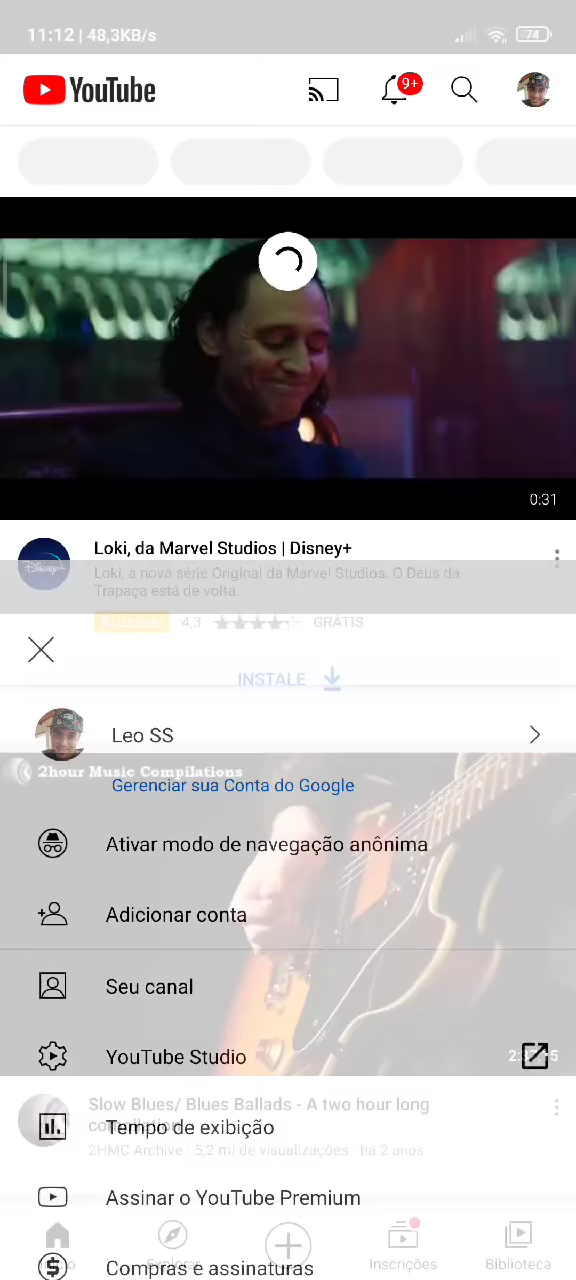 11:12 | 48,3KB/s
74
YouTube
9+
0:31
Loki, da Marvel Studios | Disney+
Disney+
Loki, a nova série Original da Marvel Studios. O Deus da
Trapaça está de volta.
4,3
GRÁTIS
INSTALE
Leo SS
2hour Music Compilations
Gerenciar sua Conta do Google
Ativar modo de navegação anônima
Adicionar conta
Seu canal
YouTube Studio
Slow Blues/ Blues Ballads - A two hour long
compilation
Tempo de exibição
2HMC Archive · 5,2 mi de visualizações · há 2 anos
Assinar o YouTube Premium
Início
Explorar
Inscrições
Biblioteca
Compras e assinaturas